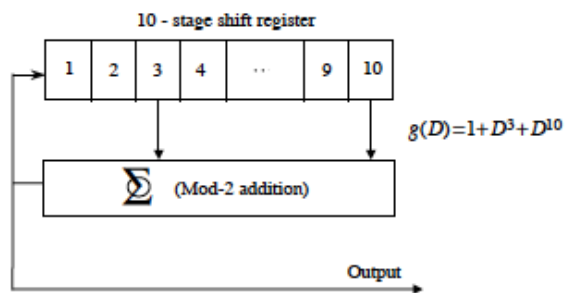 10 - stage shift register
1 2 3 4 ·· 9 10
g(D)=1+D³+D¹⁰
∑ (Mod-2 addition)
Output